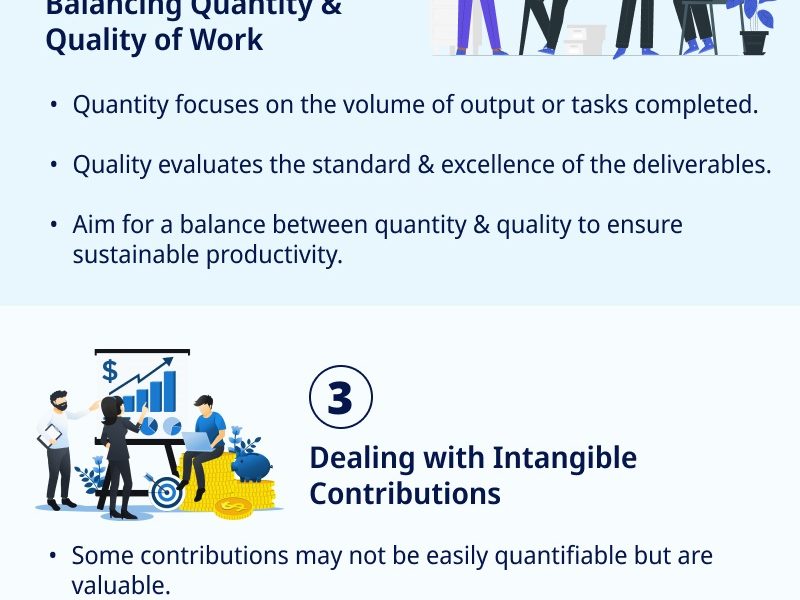 Balancing Quantity &
Quality of Work
• Quantity focuses on the volume of output or tasks completed.
• Quality evaluates the standard & excellence of the deliverables.
• Aim for a balance between quantity & quality to ensure
sustainable productivity.
$
3
Dealing with Intangible
Contributions
$
• Some contributions may not be easily quantifiable but are
valuable.